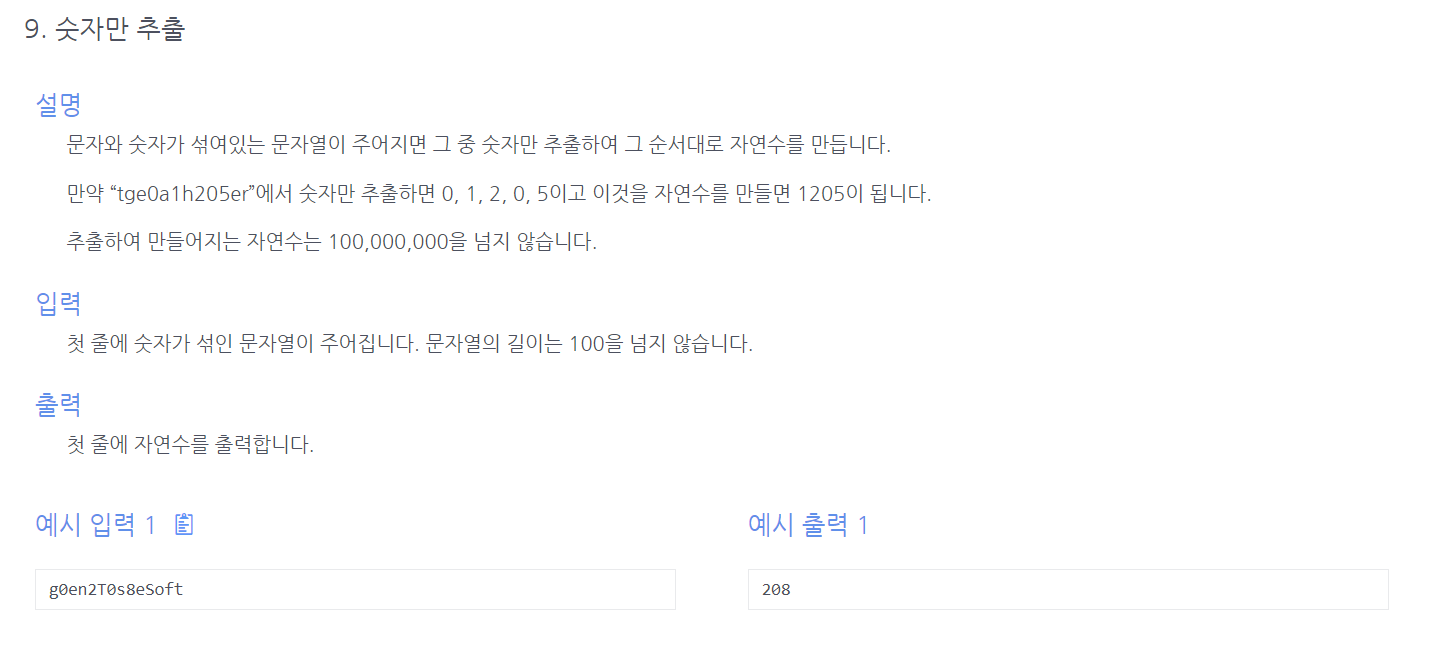 9. 숫자만 추출
설명
문자와 숫자가 섞여있는 문자열이 주어지면 그 중 숫자만 추출하여 그 순서대로 자연수를 만듭니다.
만약 “tge0a1h205er”에서 숫자만 추출하면 0, 1, 2, 0, 5이고 이것을 자연수를 만들면 1205이 됩니다.
추출하여 만들어지는 자연수는 100,000,000을 넘지 않습니다.
입력
첫 줄에 숫자가 섞인 문자열이 주어집니다. 문자열의 길이는 100을 넘지 않습니다.
출력
첫 줄에 자연수를 출력합니다.
예시 입력 1
g0en2T0s8eSoft
예시 출력 1
208